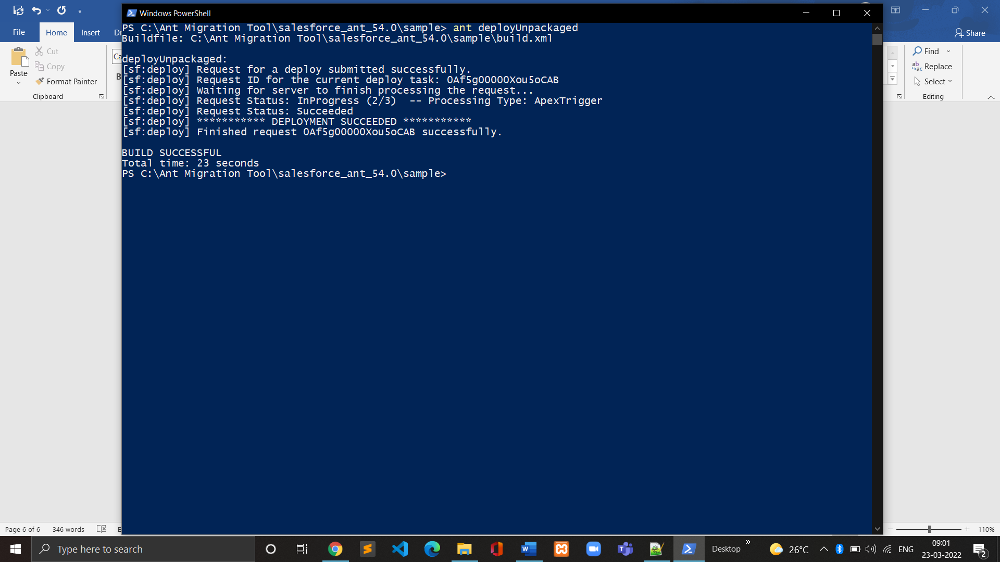 Windows PowerShell
File
Home
Insert
Share
PS C:\Ant Migration Tool\salesforce_ant_54.0\sample> ant deployUnpackaged
Buildfile: C:\Ant Migration Tool\salesforce_ant_54.0\sample\build.xml
deployUnpackaged:
[sf:deploy] Request for a deploy submitted successfully.
[sf:deploy] Request ID for the current deploy task: 0Af5g00000Xou5oCAB
[sf:deploy] Waiting for server to finish processing the request...
[sf:deploy] Request Status: InProgress (2/3)  -- Processing Type: ApexTrigger
[sf:deploy] Request Status: Succeeded
[sf:deploy] *********** DEPLOYMENT SUCCEEDED ***********
[sf:deploy] Finished request 0Af5g00000Xou5oCAB successfully.
BUILD SUCCESSFUL
Total time: 23 seconds
PS C:\Ant Migration Tool\salesforce_ant_54.0\sample>
Paste
Cut
Copy
Format Painter
Clipboard
Find
Replace
Select
Editing
Page 6 of 6
346 words
110%
Type here to search
Desktop
26°C
ENG
09:01
23-03-2022
2